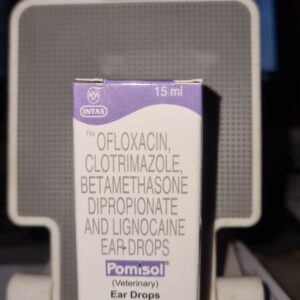 15 ml
INTAS
Rx OFLOXACIN,
CLOTRIMAZOLE,
BETAMETHASONE
DIPROPIONATE
AND LIGNOCAINE
EAR DROPS
Pomisol®
(Veterinary)
Ear Drops